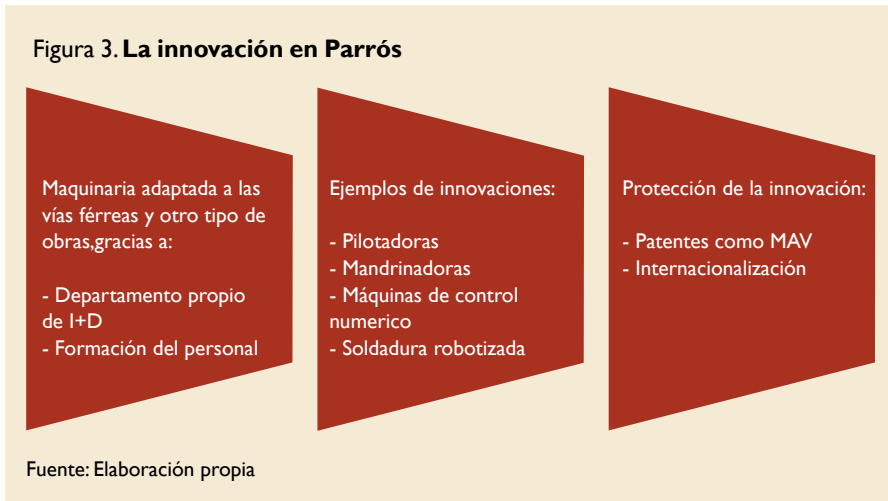 Figura 3. La innovación en Parrós
Maquinaria adaptada a las
vías férreas y otro tipo de
obras,gracias a:
- Departamento propio
de I+D
- Formación del personal
Ejemplos de innovaciones:
- Pilotadoras
- Mandrinadoras
- Máquinas de control
numerico
- Soldadura robotizada
Protección de la innovación:
- Patentes como MAV
- Internacionalización
Fuente: Elaboración propia